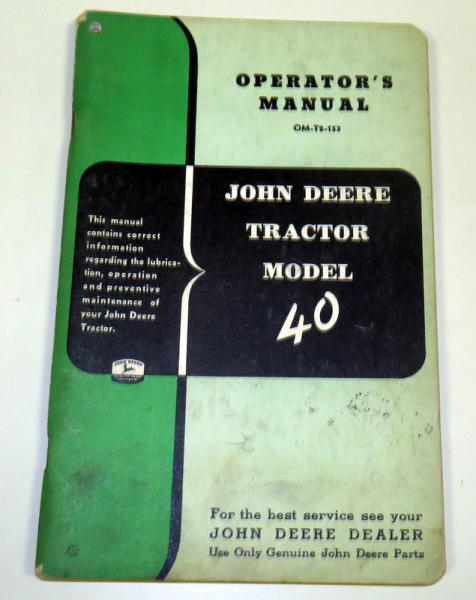 OPERATOR'S
MANUAL
OM-T2-153
JOHN DEERE
TRACTOR
MODEL
40
This manual
contains correct
information
regarding the lubrica-
tion, operation
and preventive
maintenance of
your John Deere
Tractor.
JOHN DEERE
For the best service see your
JOHN DEERE DEALER
Use Only Genuine John Deere Parts